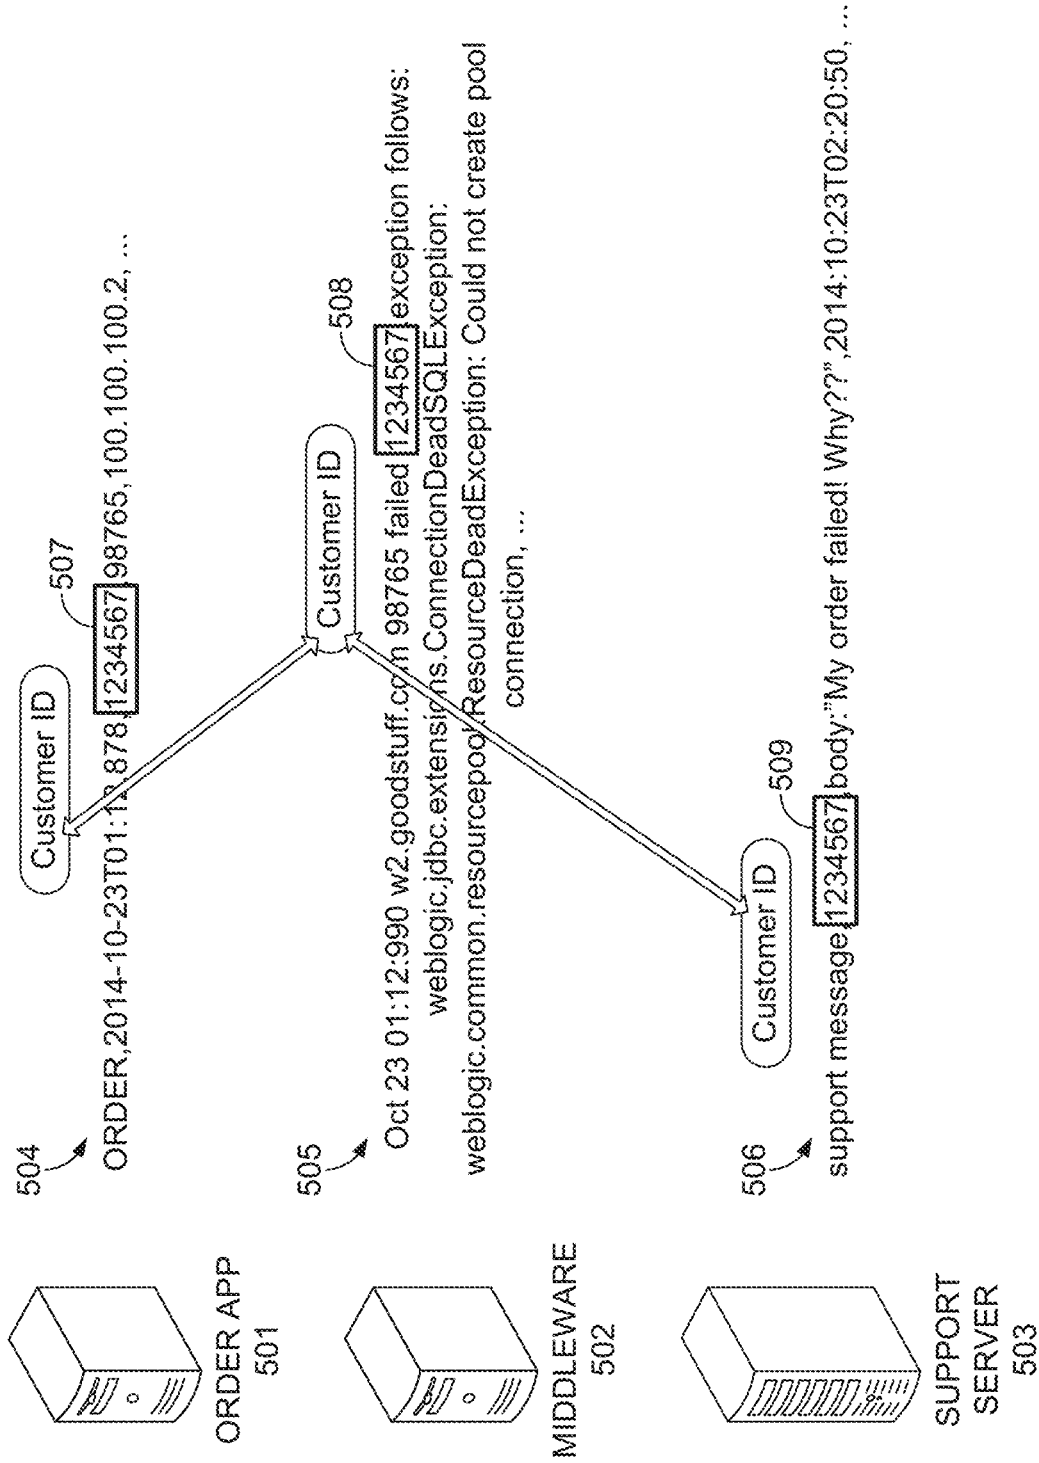 504
Customer ID
507
ORDER,2014-10-23T01:12.878,1234567,98765,100.100.100.2, ...
ORDER APP
501
505
Customer ID
508
Oct 23 01:12:990 w2.goodstuff.com 98765 failed 1234567 exception follows:
weblogic.jdbc.extensions.ConnectionDeadSQLException:
weblogic.common.resourcepool.ResourceDeadException: Could not create pool
connection, ...
MIDDLEWARE
502
506
Customer ID
509
support message,1234567,body:"My order failed! Why??",2014:10:23T02:20:50, ...
SUPPORT
SERVER
503